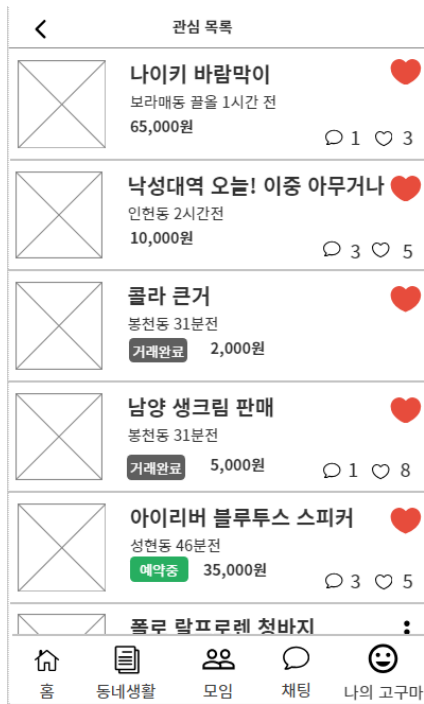 관심 목록
나이키 바람막이
보라매동 끌올 1시간 전
65,000원
1 3
낙성대역 오늘! 이중 아무거나
인헌동 2시간전
10,000원
3 5
콜라 큰거
봉천동 31분전
거래완료 2,000원
남양 생크림 판매
봉천동 31분전
거래완료 5,000원
1 8
아이리버 블루투스 스피커
성현동 46분전
예약중 35,000원
3 5
폴로 랄프로렌 청바지
홈 동네생활 모임 채팅 나의 고구마